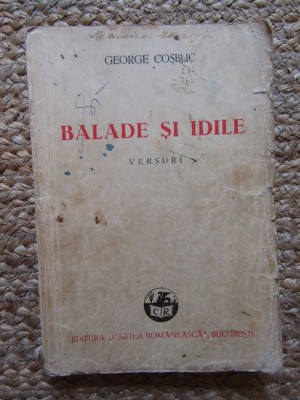 GEORGE COȘBUC
BALADE ȘI IDILE
VERSURI
CR
EDITURA „CARTEA ROMÂNEASCĂ”, BUCUREȘTI